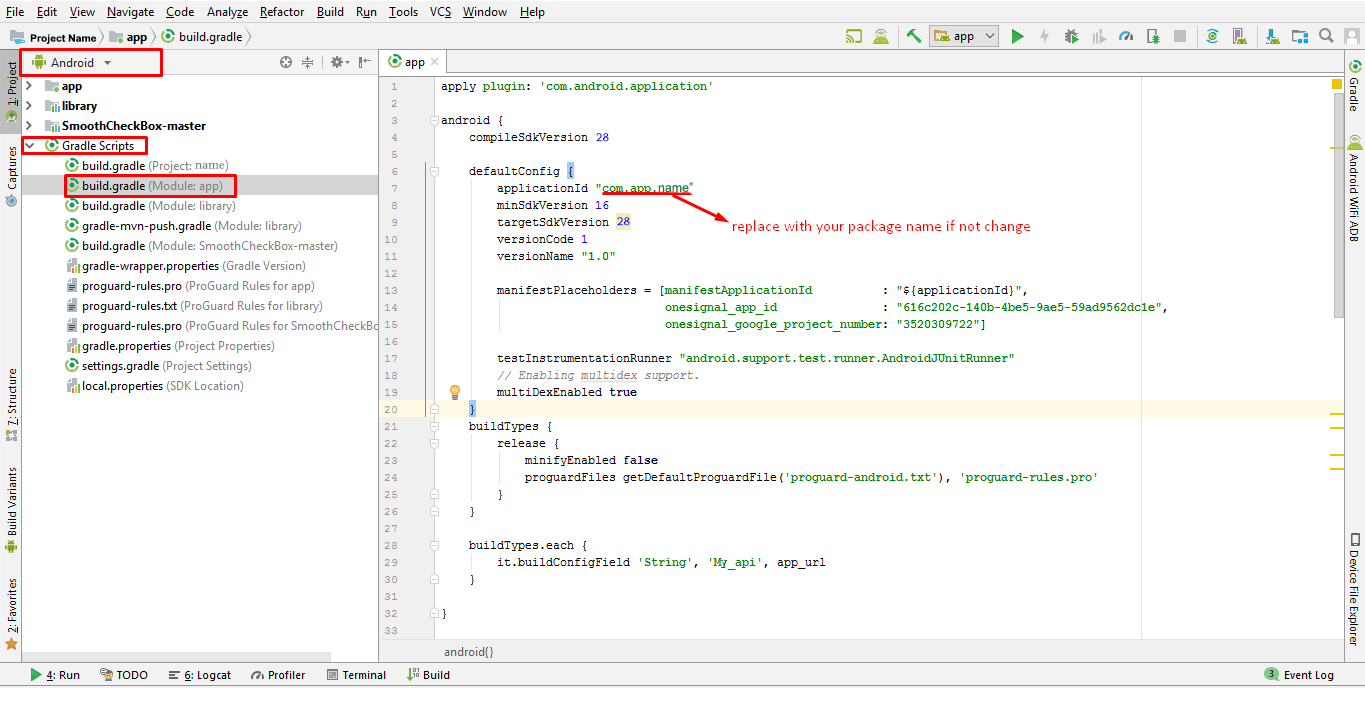 File Edit View Navigate Code Analyze Refactor Build Run Tools VCS Window Help
Project Name app build.gradle
app
1: Project
Captures
7: Structure
Build Variants
2: Favorites
Android
app
library
SmoothCheckBox-master
Gradle Scripts
build.gradle (Project: name)
build.gradle (Module: app)
build.gradle (Module: library)
gradle-mvn-push.gradle (Module: library)
build.gradle (Module: SmoothCheckBox-master)
gradle-wrapper.properties (Gradle Version)
proguard-rules.pro (ProGuard Rules for app)
proguard-rules.txt (ProGuard Rules for library)
proguard-rules.pro (ProGuard Rules for SmoothCheckBo
gradle.properties (Project Properties)
settings.gradle (Project Settings)
local.properties (SDK Location)
app
1 apply plugin: 'com.android.application'
2
3 android {
4 compileSdkVersion 28
5
6 defaultConfig {
7 applicationId "com.app.name"
8 minSdkVersion 16
9 targetSdkVersion 28
replace with your package name if not change
10 versionCode 1
11 versionName "1.0"
12
13 manifestPlaceholders = [manifestApplicationId : "${applicationId}",
14 onesignal_app_id : "616c202c-140b-4be5-9ae5-59ad9562dc1e",
15 onesignal_google_project_number: "3520309722"]
16
17 testInstrumentationRunner "android.support.test.runner.AndroidJUnitRunner"
18 // Enabling multidex support.
19 multiDexEnabled true
20 }
21 buildTypes {
22 release {
23 minifyEnabled false
24 proguardFiles getDefaultProguardFile('proguard-android.txt'), 'proguard-rules.pro'
25 }
26 }
27
28 buildTypes.each {
29 it.buildConfigField 'String', 'My_api', app_url
30 }
31
32 }
33
android{}
Gradle
Android WiFi ADB
Device File Explorer
4: Run TODO 6: Logcat Profiler Terminal Build 3 Event Log